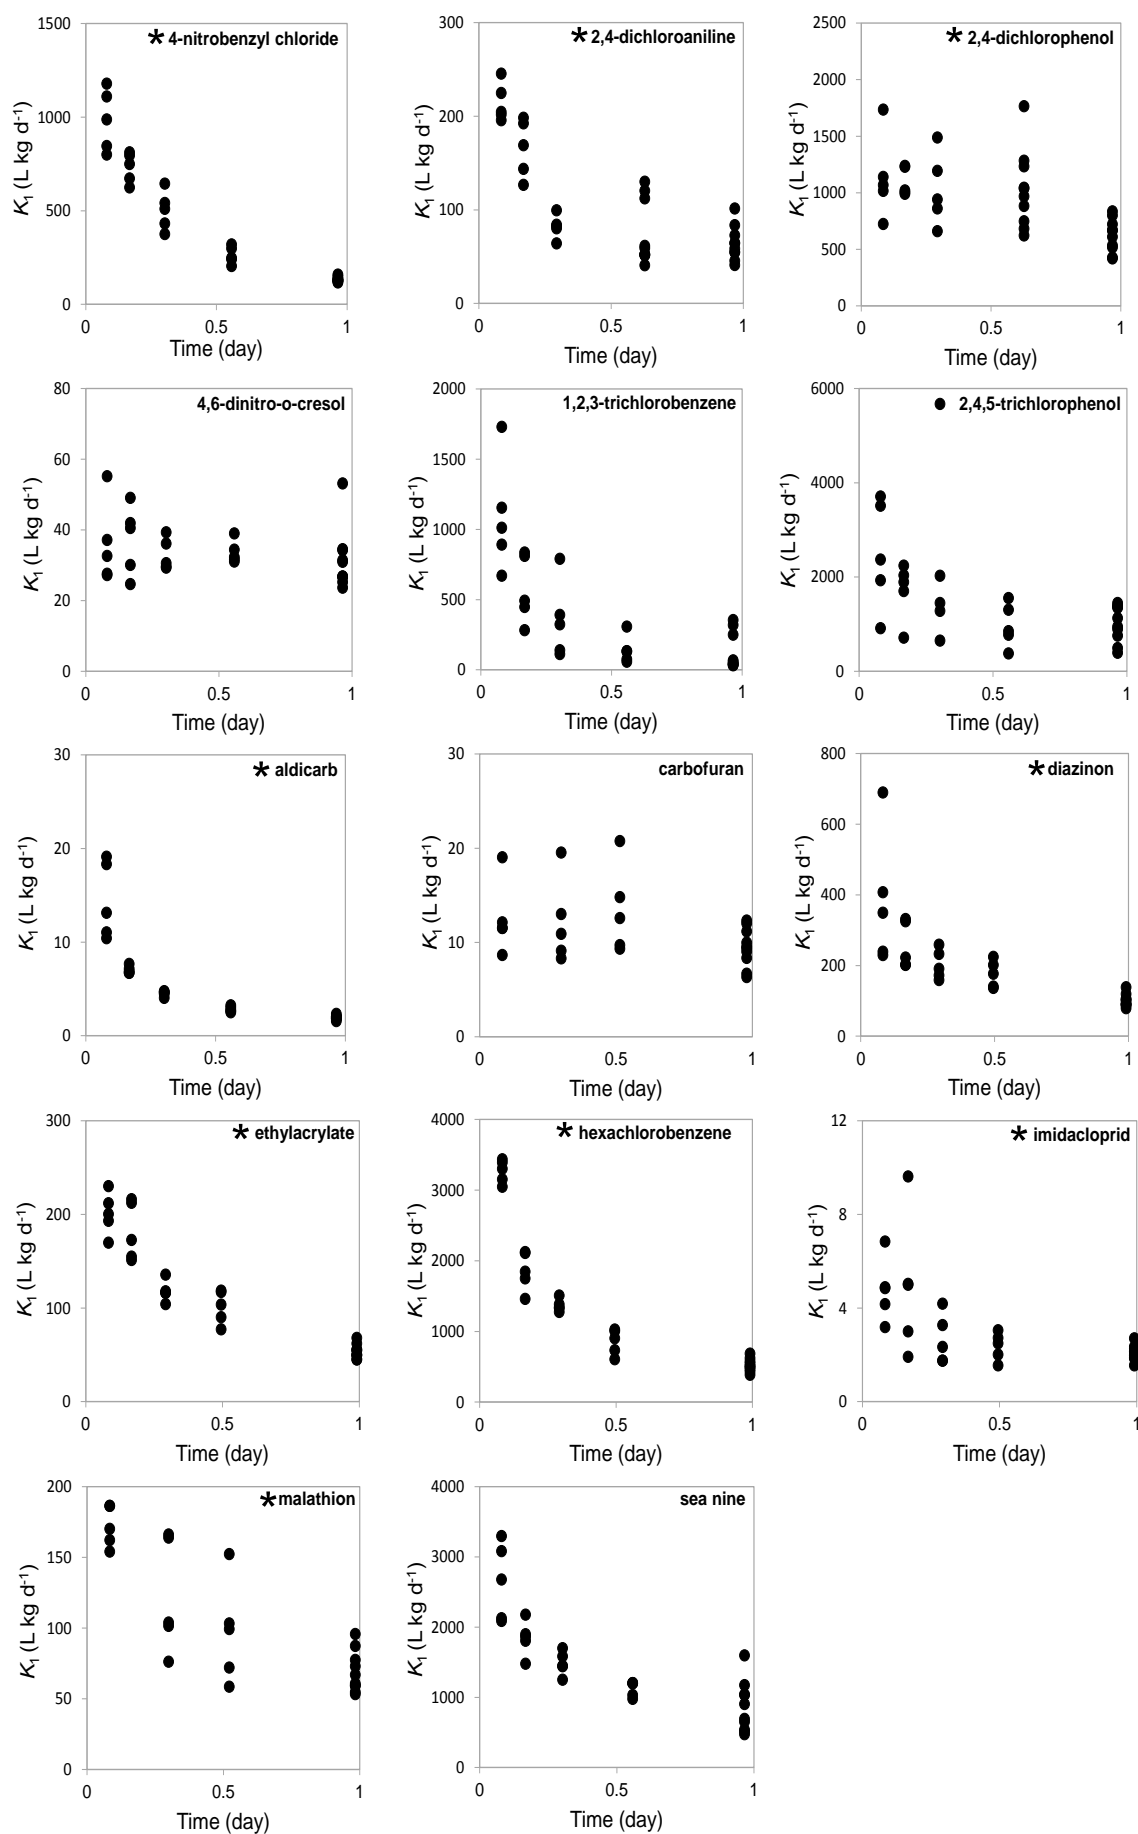 * 4-nitrobenzyl chloride
K1 (L kg d-1)
1500
1000
500
0
0 0.5 1
Time (day)
* 2,4-dichloroaniline
K1 (L kg d-1)
300
200
100
0
0 0.5 1
Time (day)
* 2,4-dichlorophenol
K1 (L kg d-1)
2500
2000
1500
1000
500
0
0 0.5 1
Time (day)
4,6-dinitro-o-cresol
K1 (L kg d-1)
80
60
40
20
0
0 0.5 1
Time (day)
1,2,3-trichlorobenzene
K1 (L kg d-1)
2000
1500
1000
500
0
0 0.5 1
Time (day)
● 2,4,5-trichlorophenol
K1 (L kg d-1)
6000
4000
2000
0
0 0.5 1
Time (day)
* aldicarb
K1 (L kg d-1)
30
20
10
0
0 0.5 1
Time (day)
carbofuran
K1 (L kg d-1)
30
20
10
0
0 0.5 1
Time (day)
* diazinon
K1 (L kg d-1)
800
600
400
200
0
0 0.5 1
Time (day)
* ethylacrylate
K1 (L kg d-1)
300
200
100
0
0 0.5 1
Time (day)
* hexachlorobenzene
K1 (L kg d-1)
4000
3000
2000
1000
0
0 0.5 1
Time (day)
* imidacloprid
K1 (L kg d-1)
12
8
4
0
0 0.5 1
Time (day)
* malathion
K1 (L kg d-1)
200
150
100
50
0
0 0.5 1
Time (day)
sea nine
K1 (L kg d-1)
4000
3000
2000
1000
0
0 0.5 1
Time (day)